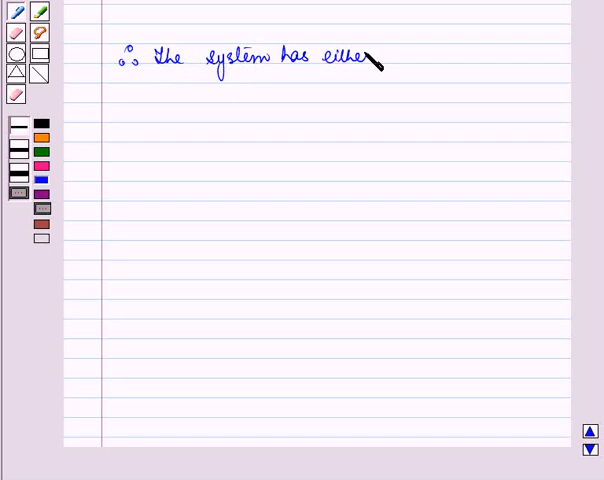 ∴ The system has eithe